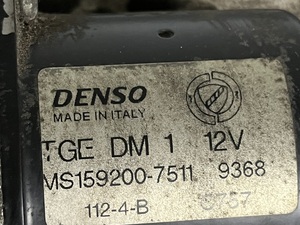 DENSO
MADE IN ITALY
TGE DM 1 12V
MS159200-7511 9368
112-4-B